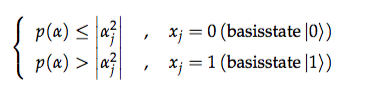 p(α) ≤ |α_j^2| , x_j = 0 (basisstate |0⟩)
p(α) > |α_j^2| , x_j = 1 (basisstate |1⟩)